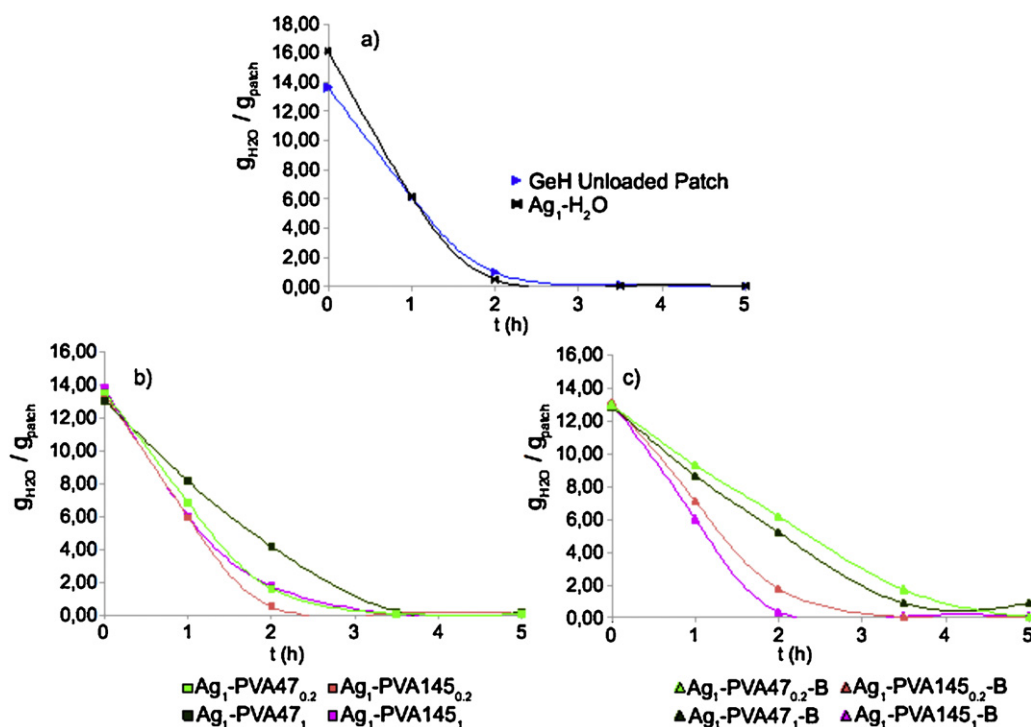 18,00
16,00
14,00
12,00
10,00
8,00
6,00
4,00
2,00
0,00
gH2O / gpatch
a)
GeH Unloaded Patch
Ag1-H2O
0 1 2 3 4 5
t (h)
16,00
14,00
12,00
10,00
8,00
6,00
4,00
2,00
0,00
gH2O / gpatch
b)
0 1 2 3 4 5
t (h)
Ag1-PVA470.2 Ag1-PVA1450.2
Ag1-PVA471 Ag1-PVA1451
16,00
14,00
12,00
10,00
8,00
6,00
4,00
2,00
0,00
gH2O / gpatch
c)
0 1 2 3 4 5
t (h)
Ag1-PVA470.2-B Ag1-PVA1450.2-B
Ag1-PVA471-B Ag1-PVA1451-B